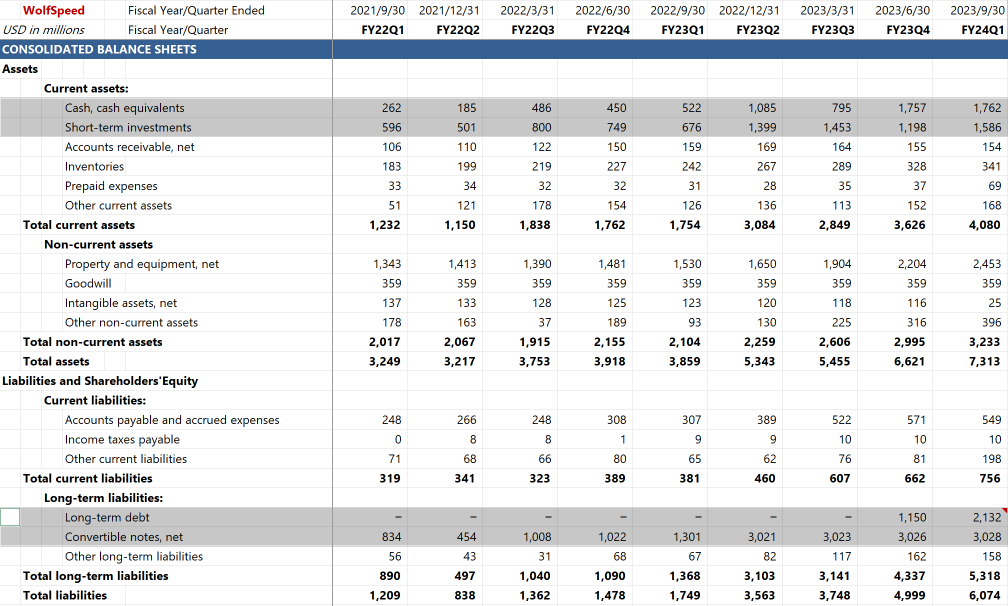 WolfSpeed Fiscal Year/Quarter Ended 2021/9/30 2021/12/31 2022/3/31 2022/6/30 2022/9/30 2022/12/31 2023/3/31 2023/6/30 2023/9/30
USD in millions Fiscal Year/Quarter FY22Q1 FY22Q2 FY22Q3 FY22Q4 FY23Q1 FY23Q2 FY23Q3 FY23Q4 FY24Q1
CONSOLIDATED BALANCE SHEETS
Assets
Current assets:
Cash, cash equivalents 262 185 486 450 522 1,085 795 1,757 1,762
Short-term investments 596 501 800 749 676 1,399 1,453 1,198 1,586
Accounts receivable, net 106 110 122 150 159 169 164 155 154
Inventories 183 199 219 227 242 267 289 328 341
Prepaid expenses 33 34 32 32 31 28 35 37 69
Other current assets 51 121 178 154 126 136 113 152 168
Total current assets 1,232 1,150 1,838 1,762 1,754 3,084 2,849 3,626 4,080
Non-current assets
Property and equipment, net 1,343 1,413 1,390 1,481 1,530 1,650 1,904 2,204 2,453
Goodwill 359 359 359 359 359 359 359 359 359
Intangible assets, net 137 133 128 125 123 120 118 116 25
Other non-current assets 178 163 37 189 93 130 225 316 396
Total non-current assets 2,017 2,067 1,915 2,155 2,104 2,259 2,606 2,995 3,233
Total assets 3,249 3,217 3,753 3,918 3,859 5,343 5,455 6,621 7,313
Liabilities and Shareholders'Equity
Current liabilities:
Accounts payable and accrued expenses 248 266 248 308 307 389 522 571 549
Income taxes payable 0 8 8 1 9 9 10 10 10
Other current liabilities 71 68 66 80 65 62 76 81 198
Total current liabilities 319 341 323 389 381 460 607 662 756
Long-term liabilities:
Long-term debt – – – – – – – 1,150 2,132
Convertible notes, net 834 454 1,008 1,022 1,301 3,021 3,023 3,026 3,028
Other long-term liabilities 56 43 31 68 67 82 117 162 158
Total long-term liabilities 890 497 1,040 1,090 1,368 3,103 3,141 4,337 5,318
Total liabilities 1,209 838 1,362 1,478 1,749 3,563 3,748 4,999 6,074